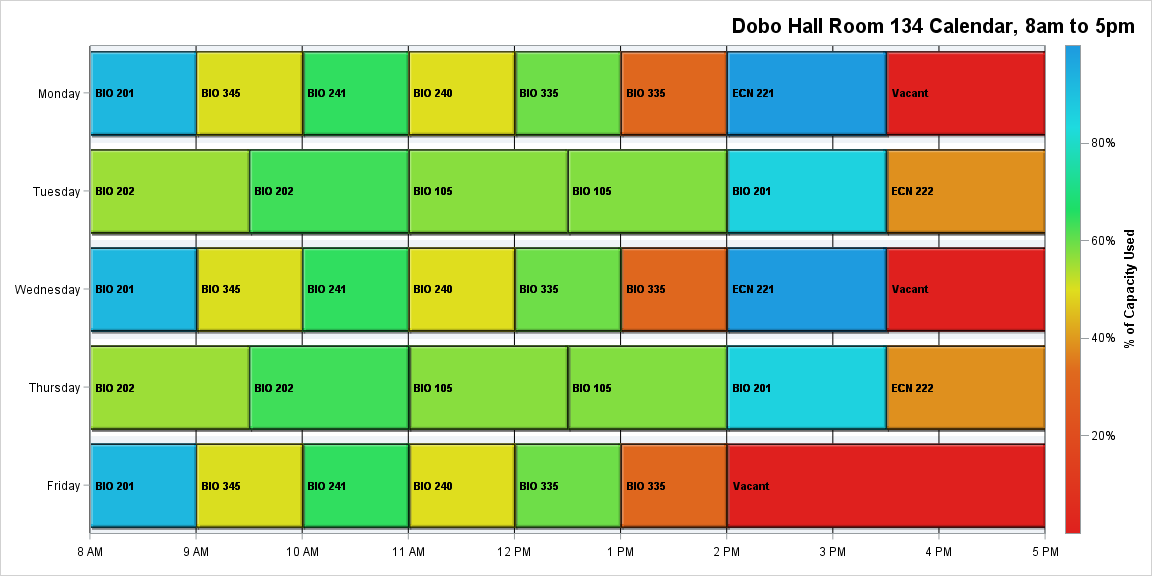 Dobo Hall Room 134 Calendar, 8am to 5pm
Monday BIO 201 BIO 345 BIO 241 BIO 240 BIO 335 BIO 335 ECN 221 Vacant
Tuesday BIO 202 BIO 202 BIO 105 BIO 105 BIO 201 ECN 222
Wednesday BIO 201 BIO 345 BIO 241 BIO 240 BIO 335 BIO 335 ECN 221 Vacant
Thursday BIO 202 BIO 202 BIO 105 BIO 105 BIO 201 ECN 222
Friday BIO 201 BIO 345 BIO 241 BIO 240 BIO 335 BIO 335 Vacant
8 AM 9 AM 10 AM 11 AM 12 PM 1 PM 2 PM 3 PM 4 PM 5 PM
80%
60%
40%
20%
% of Capacity Used